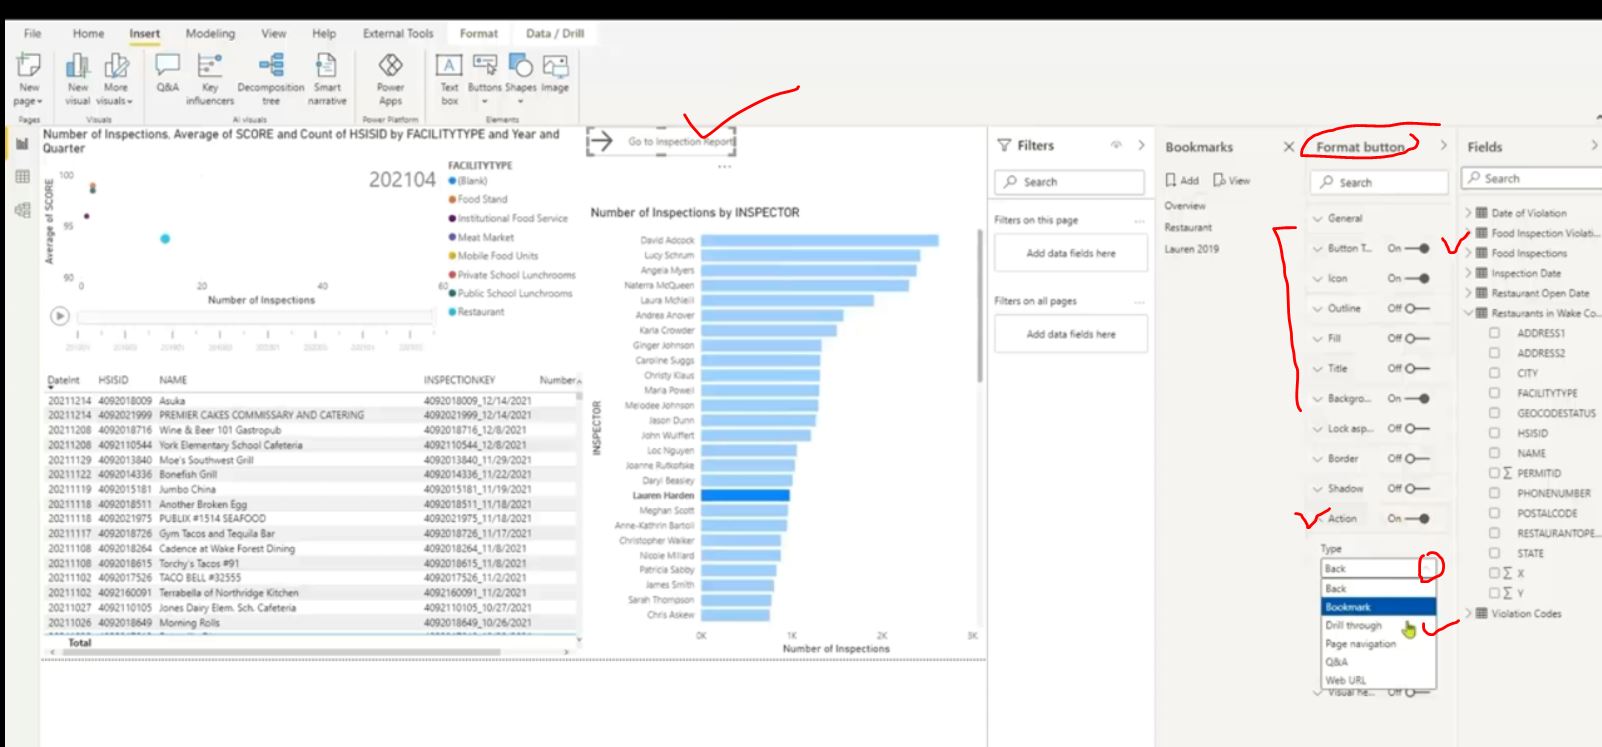 File Home Insert Modeling View Help External Tools Format Data / Drill
New page
New visual
More visuals
Q&A
Key influencers
Decomposition tree
Smart narrative
Power Apps
Text box
Buttons
Shapes
Image
Pages
Visuals
AI visuals
Power Platform
Elements
Number of Inspections, Average of SCORE and Count of HSISID by FACILITYTYPE and Year and
Quarter
100
95
90
Average of SCORE
0 20 40 60
Number of Inspections
202104
FACILITYTYPE
(Blank)
Food Stand
Institutional Food Service
Meat Market
Mobile Food Units
Private School Lunchrooms
Public School Lunchrooms
Restaurant
DateInt HSISID NAME INSPECTIONKEY Number
20211214 4092018009 Asuka 4092018009_12/14/2021
20211214 4092021999 PREMIER CAKES COMMISSARY AND CATERING 4092021999_12/14/2021
20211208 4092018716 Wine & Beer 101 Gastropub 4092018716_12/8/2021
20211208 4092110544 York Elementary School Cafeteria 4092110544_12/8/2021
20211129 4092013840 Moe's Southwest Grill 4092013840_11/29/2021
20211122 4092014336 Bonefish Grill 4092014336_11/22/2021
20211119 4092015181 Jumbo China 4092015181_11/19/2021
20211118 4092018511 Another Broken Egg 4092018511_11/18/2021
20211118 4092021975 PUBLIX #1514 SEAFOOD 4092021975_11/18/2021
20211117 4092018726 Gym Tacos and Tequila Bar 4092018726_11/17/2021
20211108 4092018264 Cadence at Wake Forest Dining 4092018264_11/8/2021
20211108 4092018615 Torchy's Tacos #91 4092018615_11/8/2021
20211102 4092017526 TACO BELL #32555 4092017526_11/2/2021
20211102 4092160091 Terrabella of Northridge Kitchen 4092160091_11/2/2021
20211027 4092110105 Jones Dairy Elem. Sch. Cafeteria 4092110105_10/27/2021
20211026 4092018649 Morning Rolls 4092018649_10/26/2021
Total
Go to Inspection Report
Number of Inspections by INSPECTOR
INSPECTOR
David Adcock
Lucy Schrum
Angela Myers
Naterra McQueen
Laura McNeill
Andrea Anover
Karla Crowder
Ginger Johnson
Caroline Suggs
Christy Klaus
Maria Powell
Melodee Johnson
Jason Dunn
John Wulffert
Loc Nguyen
Joanne Rutkofske
Daryl Beasley
Lauren Harden
Meghan Scott
Anne-Kathrin Bartoli
Christopher Walker
Nicole Millard
Patricia Sabby
James Smith
Sarah Thompson
Chris Askew
0K 1K 2K 3K
Number of Inspections
Filters
Search
Filters on this page
Add data fields here
Filters on all pages
Add data fields here
Bookmarks
Add View
Overview
Restaurant
Lauren 2019
Format button
Search
General
Button T... On
Icon On
Outline Off
Fill Off
Title Off
Backgro... On
Lock asp... Off
Border Off
Shadow Off
Action On
Type
Back
Back
Bookmark
Drill through
Page navigation
Q&A
Web URL
Visual he... Off
Fields
Search
Date of Violation
Food Inspection Violati...
Food Inspections
Inspection Date
Restaurant Open Date
Restaurants in Wake Co...
ADDRESS1
ADDRESS2
CITY
FACILITYTYPE
GEOCODESTATUS
HSISID
NAME
∑ PERMITID
PHONENUMBER
POSTALCODE
RESTAURANTOPE...
STATE
∑ X
∑ Y
Violation Codes